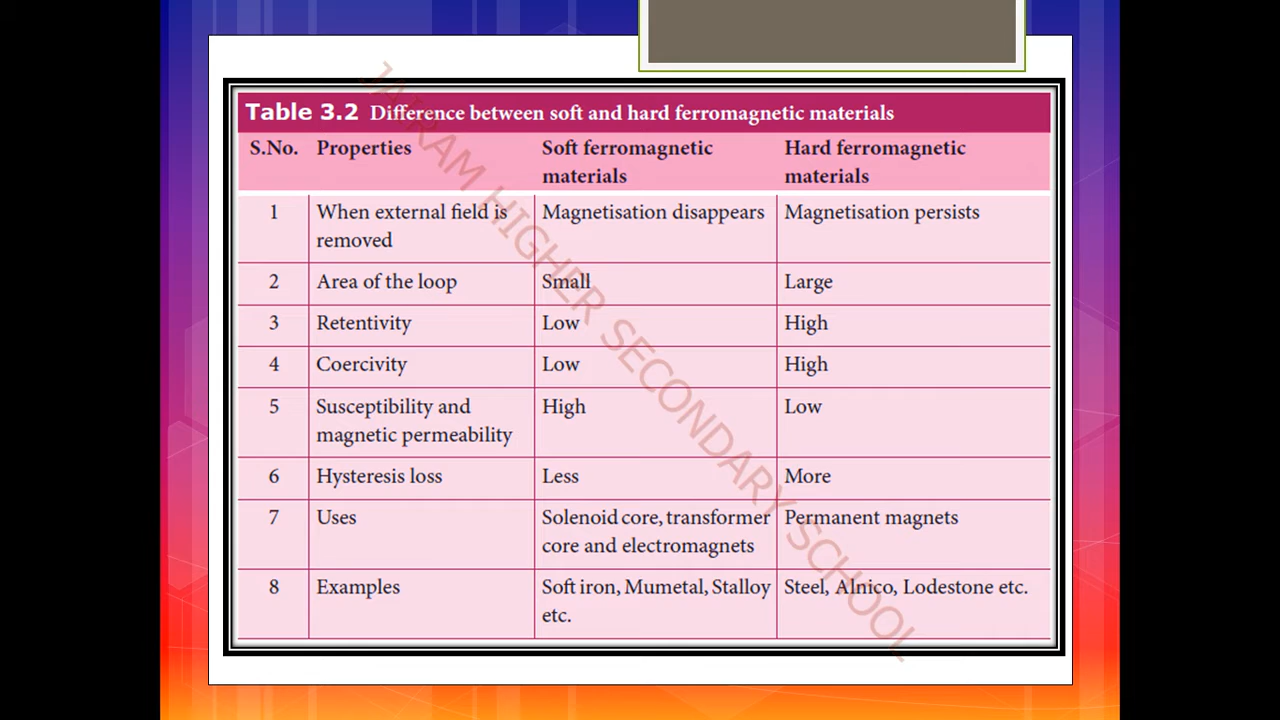 Table 3.2 Difference between soft and hard ferromagnetic materials
S.No. Properties Soft ferromagnetic materials Hard ferromagnetic materials
1 When external field is removed Magnetisation disappears Magnetisation persists
2 Area of the loop Small Large
3 Retentivity Low High
4 Coercivity Low High
5 Susceptibility and magnetic permeability High Low
6 Hysteresis loss Less More
7 Uses Solenoid core, transformer core and electromagnets Permanent magnets
8 Examples Soft iron, Mumetal, Stalloy etc. Steel, Alnico, Lodestone etc.
HIGHER SECONDARY SCHOOL